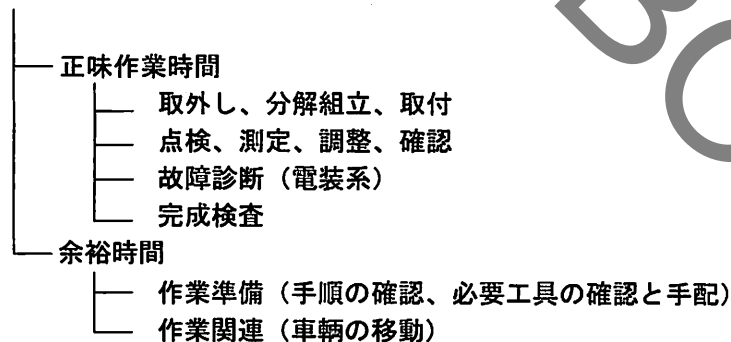 正味作業時間
取外し、分解組立、取付
点検、測定、調整、確認
故障診断（電装系）
完成検査
余裕時間
作業準備（手順の確認、必要工具の確認と手配）
作業関連（車輌の移動）